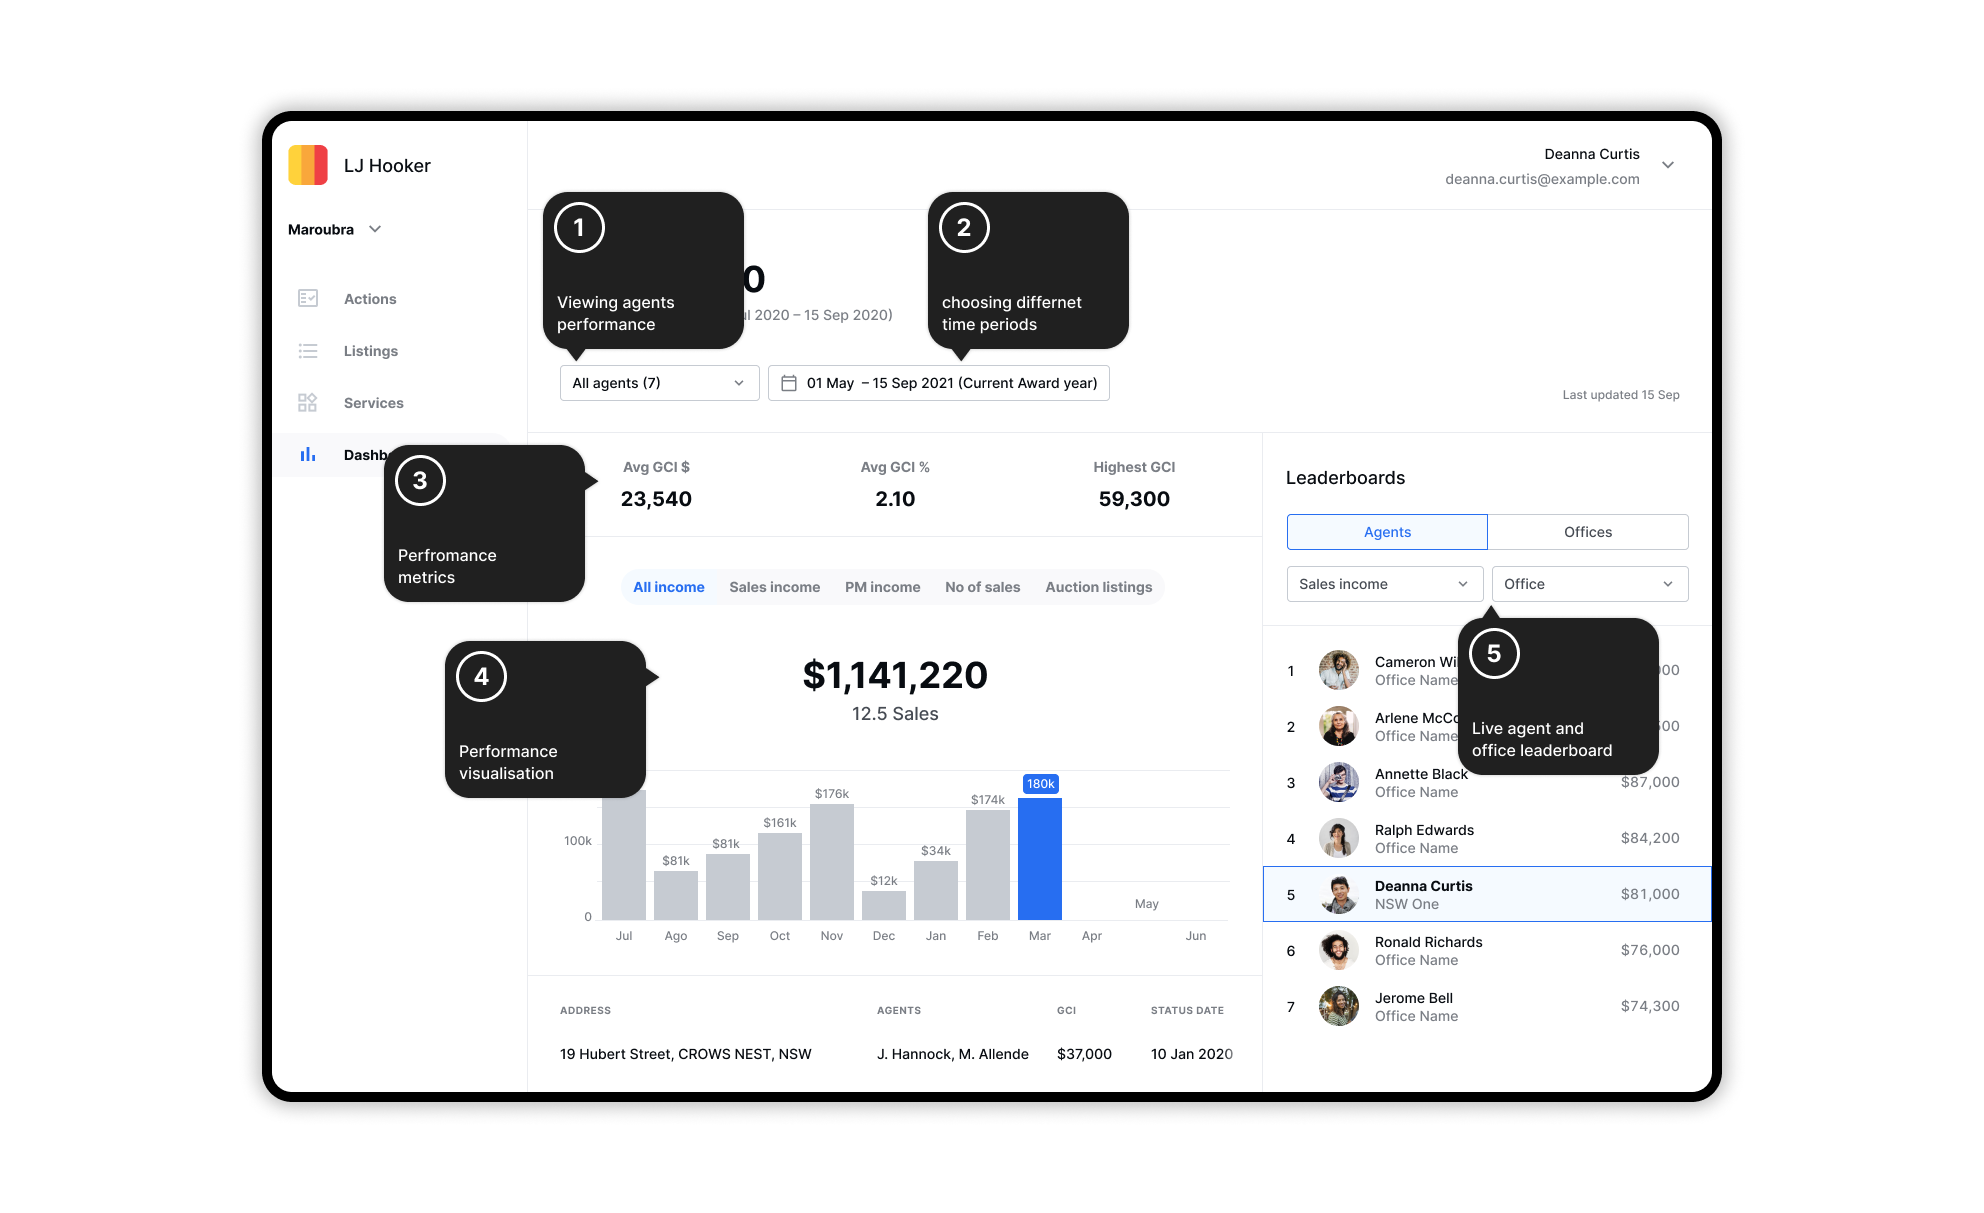 LJ Hooker
Deanna Curtis
deanna.curtis@example.com
Maroubra
Actions
Listings
Services
1
Viewing agents
performance
0
2020 – 15 Sep 2020)
2
choosing differnet
time periods
All agents (7)
01 May – 15 Sep 2021 (Current Award year)
Last updated 15 Sep
3
Perfromance
metrics
Avg GCI $
23,540
Avg GCI %
2.10
Highest GCI
59,300
All income
Sales income
PM income
No of sales
Auction listings
4
Performance
visualisation
$1,141,220
12.5 Sales
100k
0
$81k
$81k
$161k
$176k
$12k
$34k
$174k
180k
May
Jul
Ago
Sep
Oct
Nov
Dec
Jan
Feb
Mar
Apr
Jun
ADDRESS
AGENTS
GCI
STATUS DATE
19 Hubert Street, CROWS NEST, NSW
J. Hannock, M. Allende
$37,000
10 Jan 2020
Leaderboards
Agents
Offices
Sales income
Office
5
Live agent and
office leaderboard
1
Cameron
Office Name
2
Arlene
Office Name
3
Annette Black
Office Name
$87,000
4
Ralph Edwards
Office Name
$84,200
5
Deanna Curtis
NSW One
$81,000
6
Ronald Richards
Office Name
$76,000
7
Jerome Bell
Office Name
$74,300